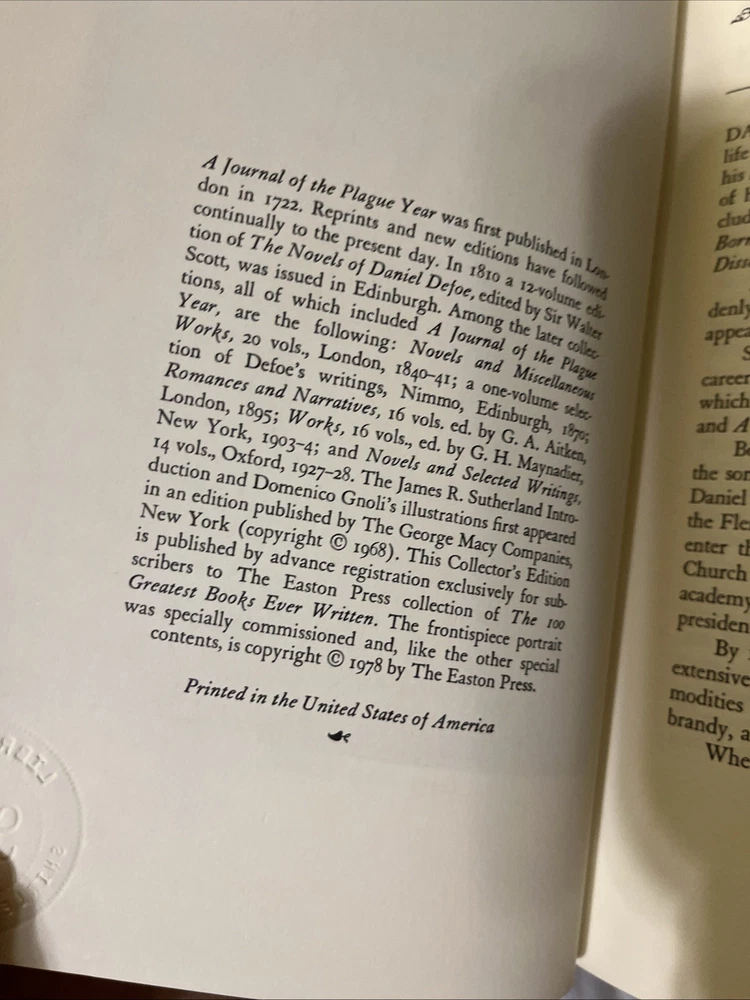 A Journal of the Plague Year was first published in Lon-
don in 1722. Reprints and new editions have followed
continually to the present day. In 1810 a 12-volume edi-
tion of The Novels of Daniel Defoe, edited by Sir Walter
Scott, was issued in Edinburgh. Among the later collec-
tions, all of which included A Journal of the Plague
Year, are the following: Novels and Miscellaneous
Works, 20 vols., London, 1840–41; a one-volume selec-
tion of Defoe's writings, Nimmo, Edinburgh, 1870;
Romances and Narratives, 16 vols. ed. by G. A. Aitken,
London, 1895; Works, 16 vols., ed. by G. H. Maynadier,
New York, 1903–4; and Novels and Selected Writings,
14 vols., Oxford, 1927–28. The James R. Sutherland Intro-
duction and Domenico Gnoli's illustrations first appeared
in an edition published by The George Macy Companies,
New York (copyright © 1968). This Collector's Edition
is published by advance registration exclusively for sub-
scribers to The Easton Press collection of The 100
Greatest Books Ever Written. The frontispiece portrait
was specially commissioned and, like the other special
contents, is copyright © 1978 by The Easton Press.
Printed in the United States of America
DA
life
his
of
clud
Born
Diss
denly
appea
S
career
which
and A
Be
the son
Daniel
the Fle
enter th
Church
academy
presiden
By
extensive
modities
brandy, a
Whe